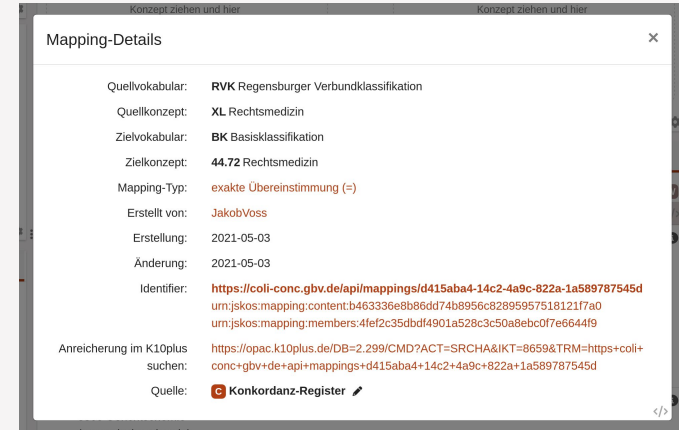 Konzept ziehen und hier
Konzept ziehen und hier
Mapping-Details
×
Quellvokabular: RVK Regensburger Verbundklassifikation
Quellkonzept: XL Rechtsmedizin
Zielvokabular: BK Basisklassifikation
Zielkonzept: 44.72 Rechtsmedizin
Mapping-Typ: exakte Übereinstimmung (=)
Erstellt von: JakobVoss
Erstellung: 2021-05-03
Änderung: 2021-05-03
Identifier: https://coli-conc.gbv.de/api/mappings/d415aba4-14c2-4a9c-822a-1a589787545d
urn:jskos:mapping:content:b463336e8b86dd74b8956c82895957518121f7a0
urn:jskos:mapping:members:4fef2c35dbdf4901a528c3c50a8ebc0f7e6644f9
Anreicherung im K10plus https://opac.k10plus.de/DB=2.299/CMD?ACT=SRCHA&IKT=8659&TRM=https+coli+
suchen: conc+gbv+de+api+mappings+d415aba4+14c2+4a9c+822a+1a589787545d
Quelle: C Konkordanz-Register
</>